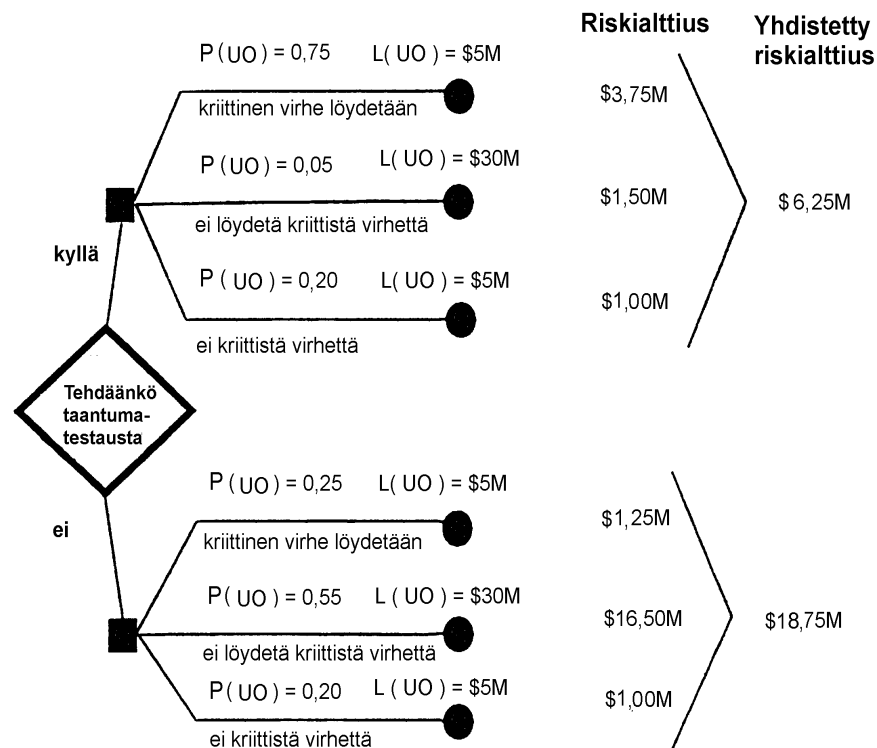 Riskialttius
Yhdistetty
riskialttius
P(UO) = 0,75 L(UO) = $5M
kriittinen virhe löydetään
$3,75M
P(UO) = 0,05 L(UO) = $30M
ei löydetä kriittistä virhettä
$1,50M
$6,25M
kyllä
P(UO) = 0,20 L(UO) = $5M
ei kriittistä virhettä
$1,00M
Tehdäänkö
taantuma-
testausta
ei
P(UO) = 0,25 L(UO) = $5M
kriittinen virhe löydetään
$1,25M
P(UO) = 0,55 L(UO) = $30M
ei löydetä kriittistä virhettä
$16,50M
$18,75M
P(UO) = 0,20 L(UO) = $5M
ei kriittistä virhettä
$1,00M